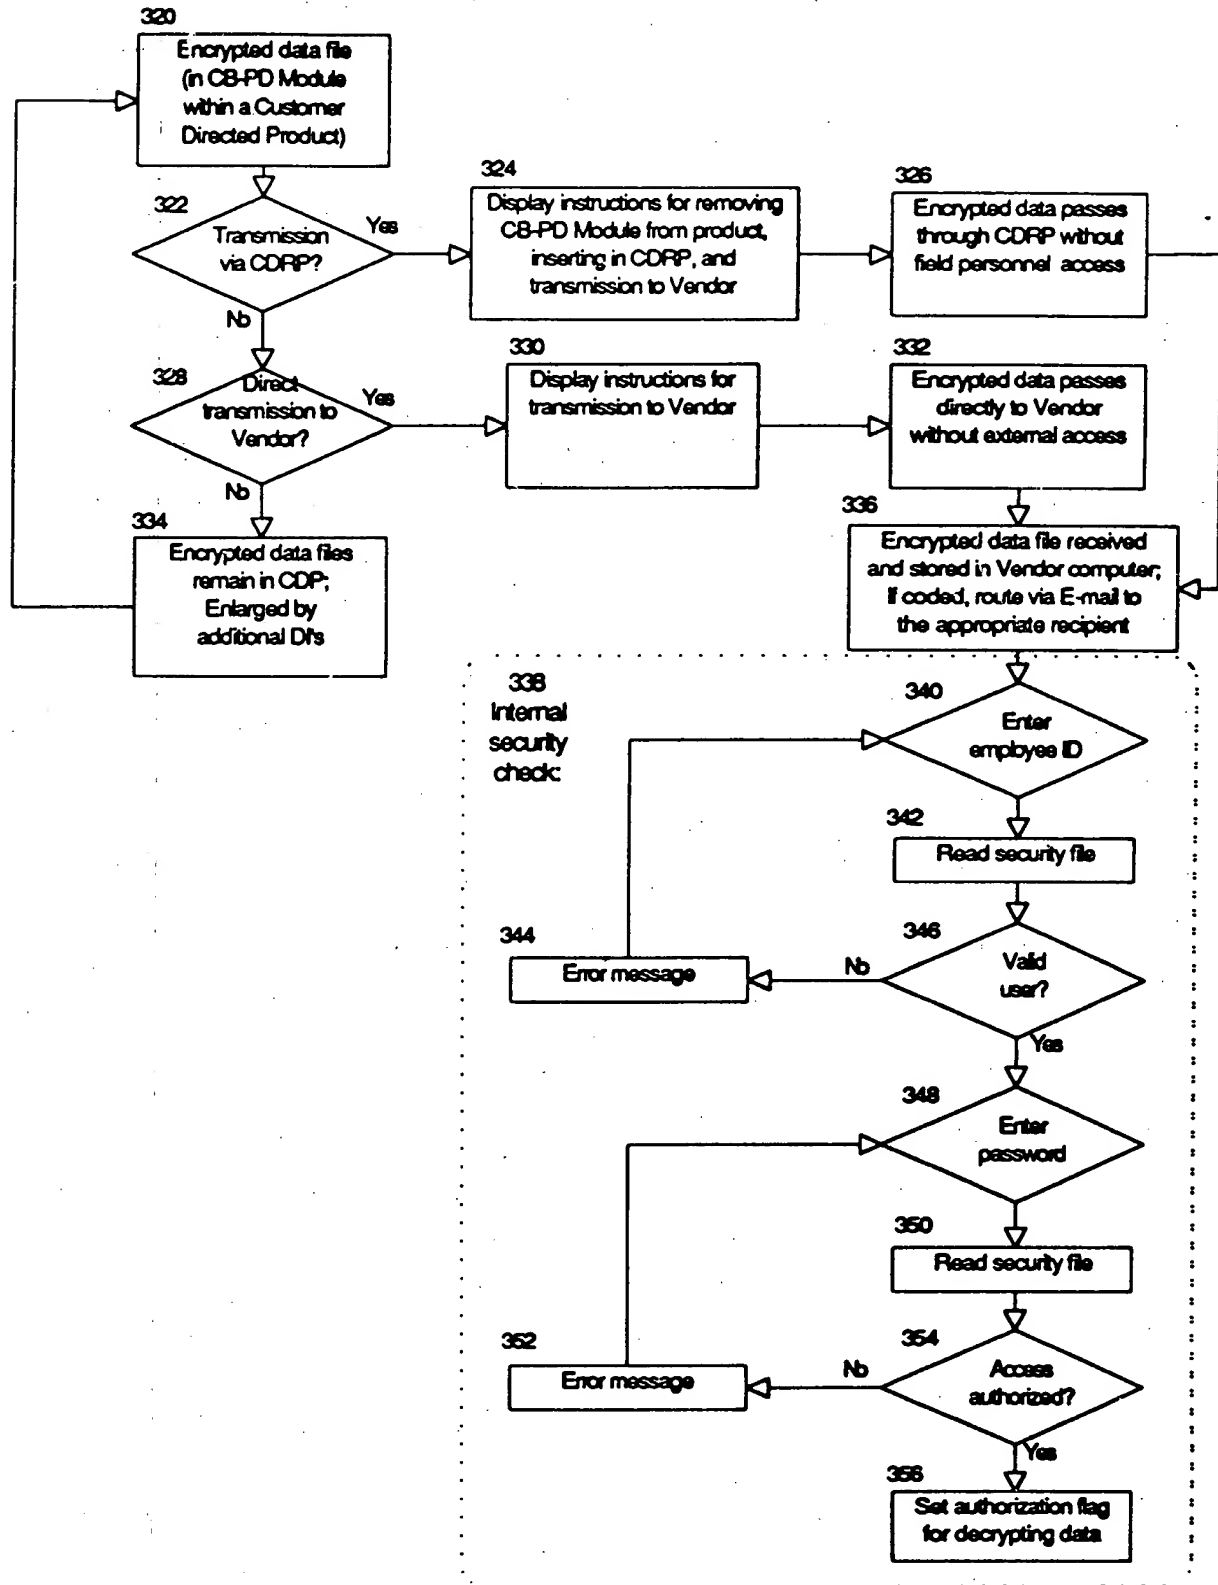 320
Encrypted data file
(in CB-PD Module
within a Customer
Directed Product)
322
Transmission
via CDRP?
Yes
No
324
Display instructions for removing
CB-PD Module from product,
inserting in CDRP, and
transmission to Vendor
326
Encrypted data passes
through CDRP without
field personnel access
328
Direct
transmission to
Vendor?
Yes
No
330
Display instructions for
transmission to Vendor
332
Encrypted data passes
directly to Vendor
without external access
334
Encrypted data files
remain in CDP;
Enlarged by
additional DI's
336
Encrypted data file received
and stored in Vendor computer;
If coded, route via E-mail to
the appropriate recipient
338
Internal
security
check:
340
Enter
employee ID
342
Read security file
344
Error message
346
Valid
user?
No
Yes
348
Enter
password
350
Read security file
352
Error message
354
Access
authorized?
No
Yes
356
Set authorization flag
for decrypting data